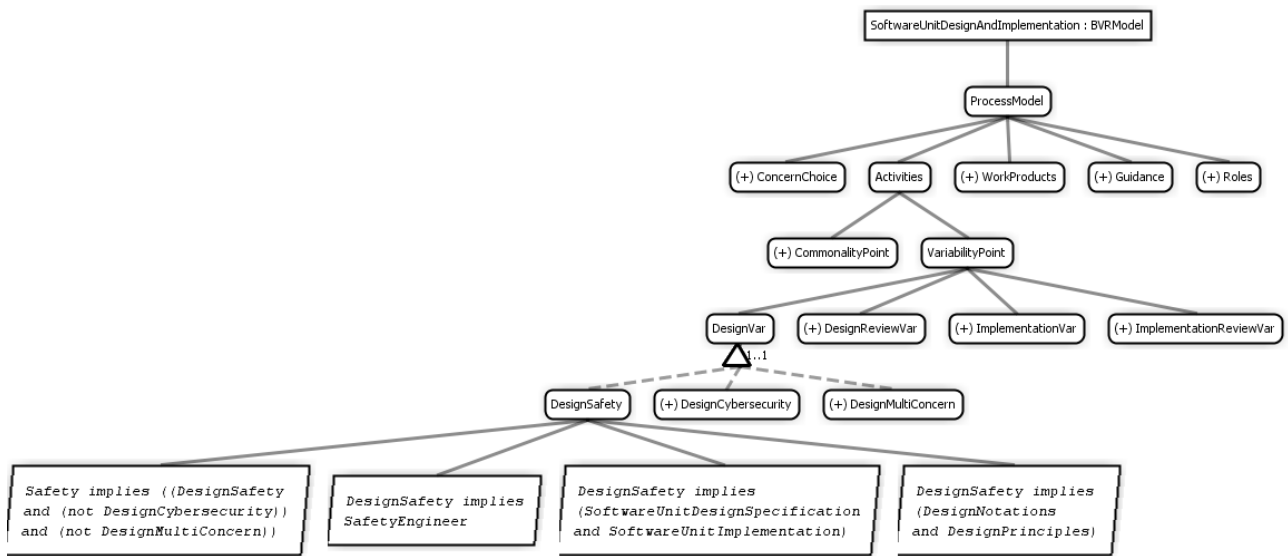 SoftwareUnitDesignAndImplementation : BVRModel
ProcessModel
(+) ConcernChoice
Activities
(+) WorkProducts
(+) Guidance
(+) Roles
(+) CommonalityPoint
VariabilityPoint
DesignVar
(+) DesignReviewVar
(+) ImplementationVar
(+) ImplementationReviewVar
1..1
DesignSafety
(+) DesignCybersecurity
(+) DesignMultiConcern
Safety implies ((DesignSafety
and (not DesignCybersecurity))
and (not DesignMultiConcern))
DesignSafety implies
SafetyEngineer
DesignSafety implies
(SoftwareUnitDesignSpecification
and SoftwareUnitImplementation)
DesignSafety implies
(DesignNotations
and DesignPrinciples)